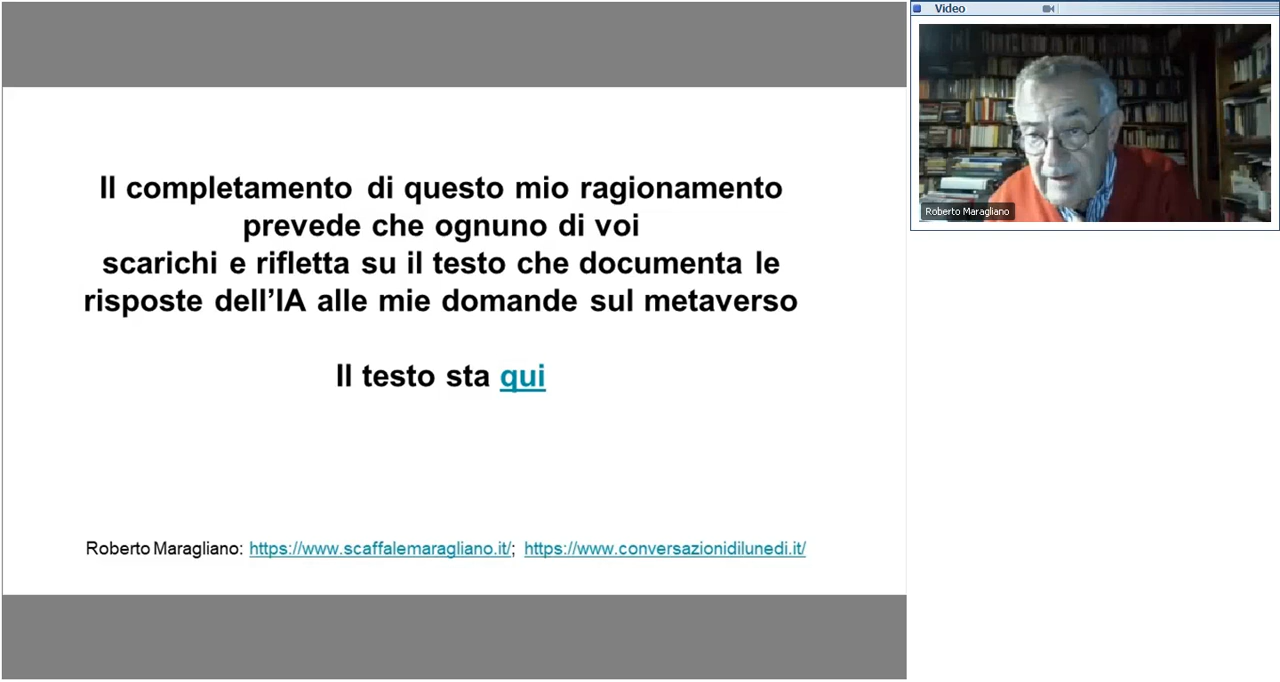 Il completamento di questo mio ragionamento
prevede che ognuno di voi
scarichi e rifletta su il testo che documenta le
risposte dell'IA alle mie domande sul metaverso
Il testo sta qui
Roberto Maragliano: https://www.scaffalemaragliano.it/; https://www.conversazionidilunedi.it/
Video
Roberto Maragliano